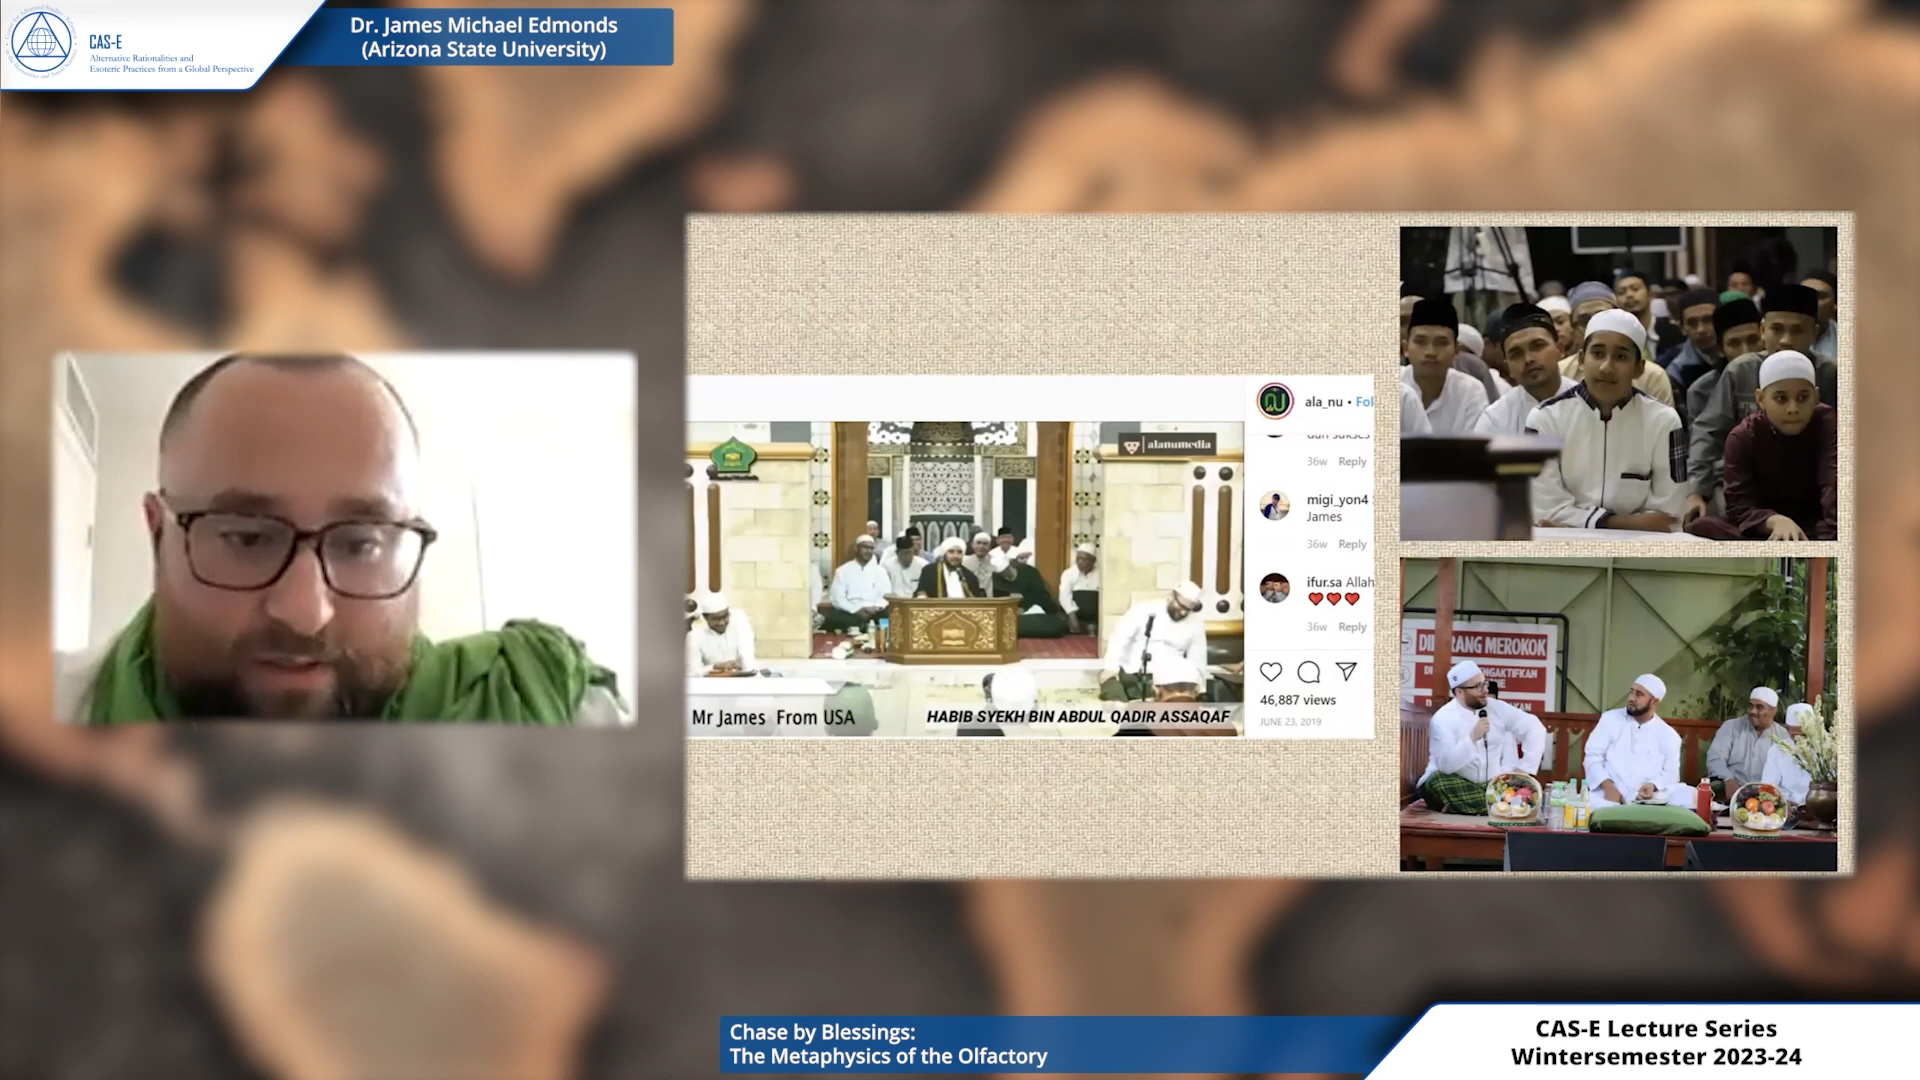 CAS-E
Alternative Rationalities and
Esoteric Practices from a Global Perspective
Dr. James Michael Edmonds
(Arizona State University)
ala_nu • Fol
dan sukses
36w Reply
migi_yon4
James
36w Reply
ifur.sa Allah
36w Reply
46,887 views
JUNE 23, 2019
alanumedia
Mr James From USA
HABIB SYEKH BIN ABDUL QADIR ASSAQAF
MEROKOK
Chase by Blessings:
The Metaphysics of the Olfactory
CAS-E Lecture Series
Wintersemester 2023-24